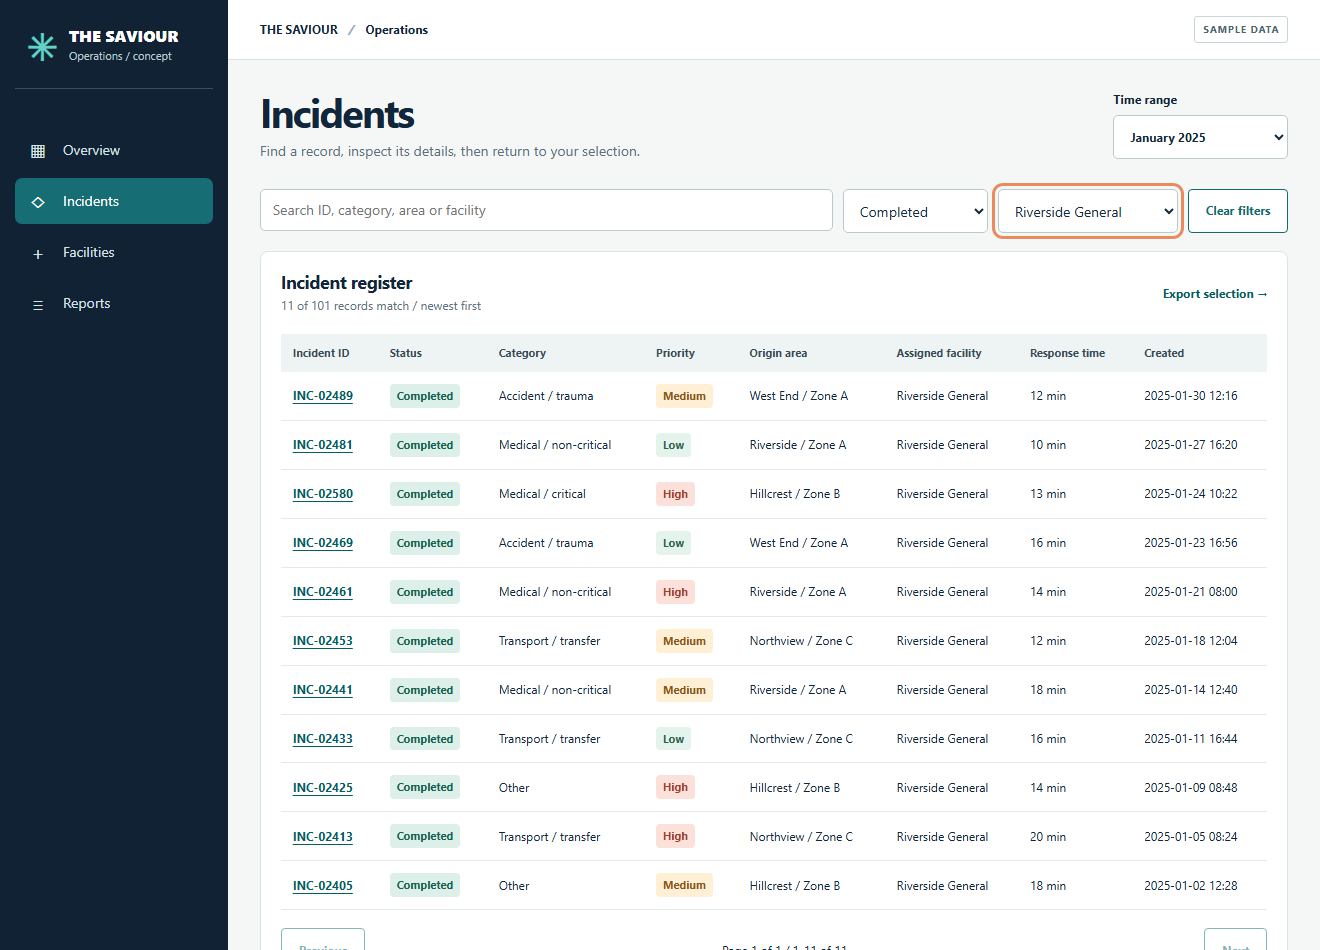 THE SAVIOUR
Operations / concept
Overview
Incidents
Facilities
Reports
THE SAVIOUR / Operations
SAMPLE DATA
Incidents
Find a record, inspect its details, then return to your selection.
Time range
January 2025
Search ID, category, area or facility
Completed
Riverside General
Clear filters
Incident register
11 of 101 records match / newest first
Export selection →
Incident ID Status Category Priority Origin area Assigned facility Response time Created
INC-02489 Completed Accident / trauma Medium West End / Zone A Riverside General 12 min 2025-01-30 12:16
INC-02481 Completed Medical / non-critical Low Riverside / Zone A Riverside General 10 min 2025-01-27 16:20
INC-02580 Completed Medical / critical High Hillcrest / Zone B Riverside General 13 min 2025-01-24 10:22
INC-02469 Completed Accident / trauma Low West End / Zone A Riverside General 16 min 2025-01-23 16:56
INC-02461 Completed Medical / non-critical High Riverside / Zone A Riverside General 14 min 2025-01-21 08:00
INC-02453 Completed Transport / transfer Medium Northview / Zone C Riverside General 12 min 2025-01-18 12:04
INC-02441 Completed Medical / non-critical Medium Riverside / Zone A Riverside General 18 min 2025-01-14 12:40
INC-02433 Completed Transport / transfer Low Northview / Zone C Riverside General 16 min 2025-01-11 16:44
INC-02425 Completed Other High Hillcrest / Zone B Riverside General 14 min 2025-01-09 08:48
INC-02413 Completed Transport / transfer High Northview / Zone C Riverside General 20 min 2025-01-05 08:24
INC-02405 Completed Other Medium Hillcrest / Zone B Riverside General 18 min 2025-01-02 12:28
Previous Page 1 of 1 / 1-11 of 11 Next